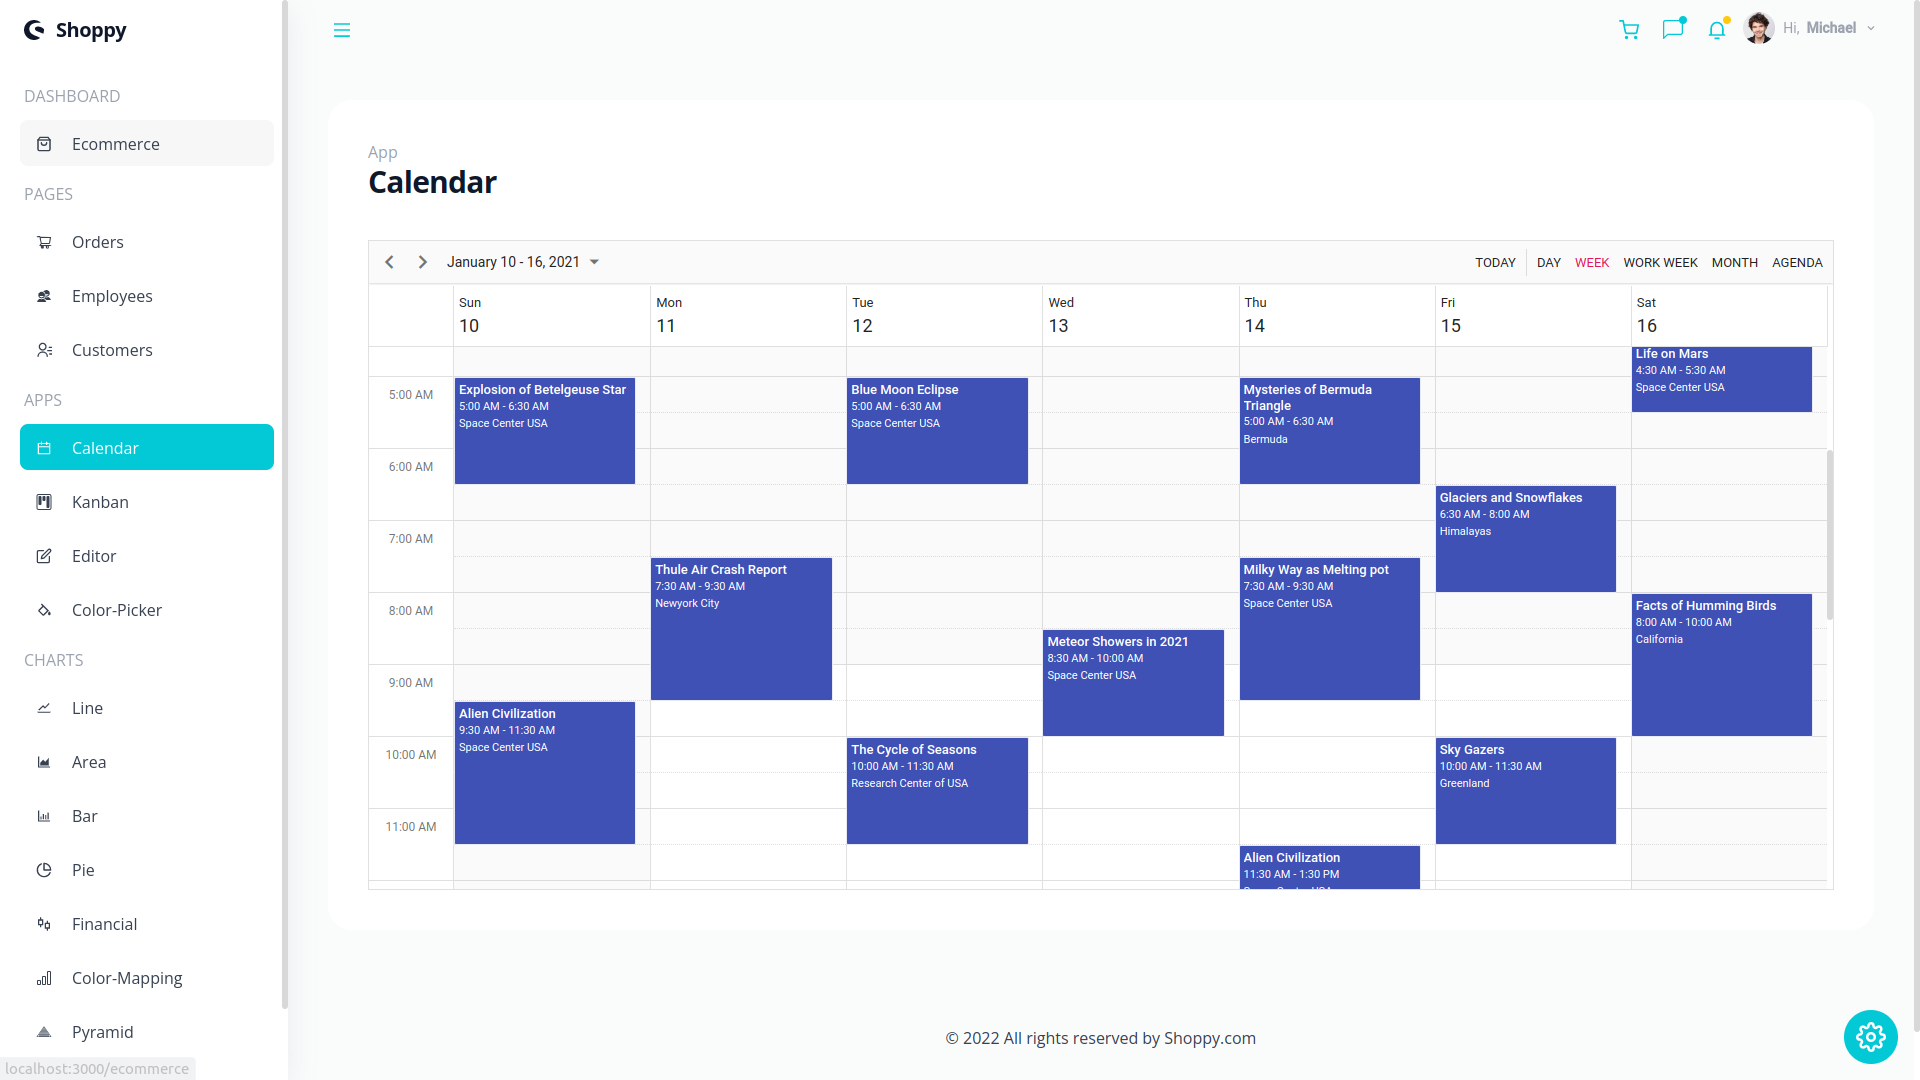 Shoppy
Hi, Michael
DASHBOARD
Ecommerce
PAGES
Orders
Employees
Customers
APPS
Calendar
Kanban
Editor
Color-Picker
CHARTS
Line
Area
Bar
Pie
Financial
Color-Mapping
Pyramid
localhost:3000/ecommerce
App
Calendar
January 10 - 16, 2021
TODAY DAY WEEK WORK WEEK MONTH AGENDA
Sun Mon Tue Wed Thu Fri Sat
10 11 12 13 14 15 16
5:00 AM
6:00 AM
7:00 AM
8:00 AM
9:00 AM
10:00 AM
11:00 AM
Explosion of Betelgeuse Star
5:00 AM - 6:30 AM
Space Center USA
Alien Civilization
9:30 AM - 11:30 AM
Space Center USA
Thule Air Crash Report
7:30 AM - 9:30 AM
Newyork City
Blue Moon Eclipse
5:00 AM - 6:30 AM
Space Center USA
The Cycle of Seasons
10:00 AM - 11:30 AM
Research Center of USA
Meteor Showers in 2021
8:30 AM - 10:00 AM
Space Center USA
Mysteries of Bermuda
Triangle
5:00 AM - 6:30 AM
Bermuda
Milky Way as Melting pot
7:30 AM - 9:30 AM
Space Center USA
Alien Civilization
11:30 AM - 1:30 PM
Glaciers and Snowflakes
6:30 AM - 8:00 AM
Himalayas
Sky Gazers
10:00 AM - 11:30 AM
Greenland
Life on Mars
4:30 AM - 5:30 AM
Space Center USA
Facts of Humming Birds
8:00 AM - 10:00 AM
California
© 2022 All rights reserved by Shoppy.com